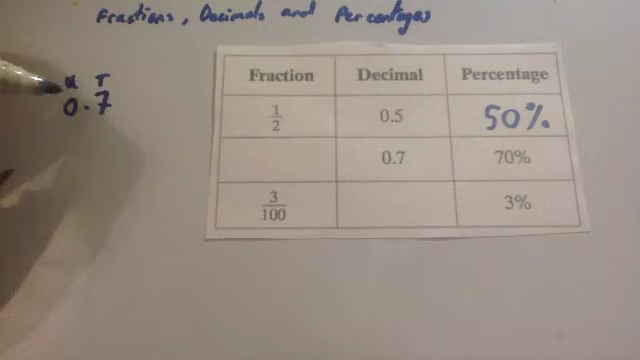 Fractions, Decimals and Percentages
U T
0.7
Fraction Decimal Percentage
1/2 0.5 50%
0.7 70%
3/100 3%